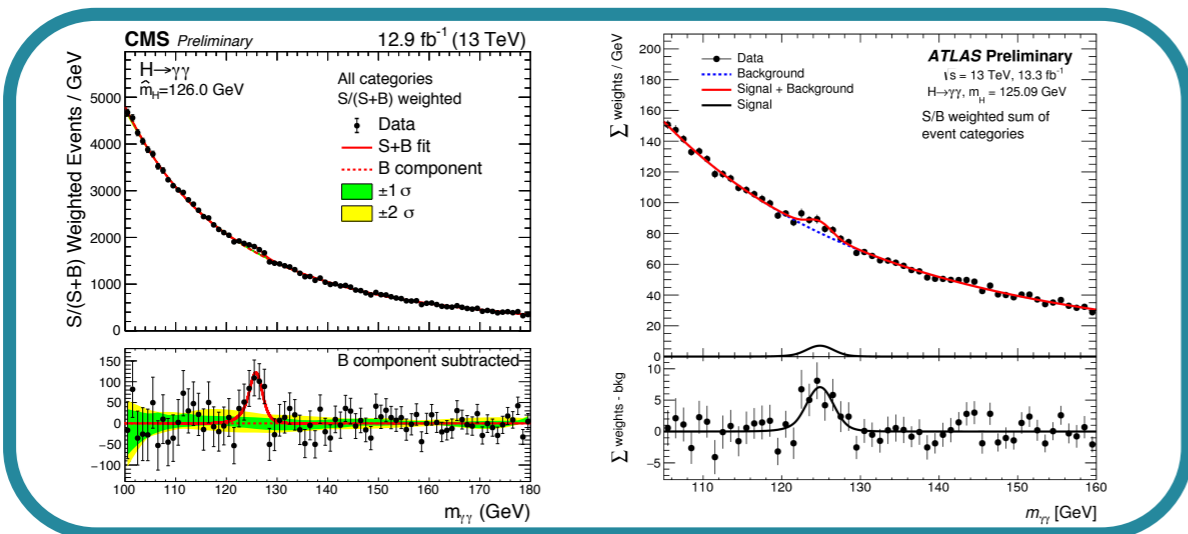 CMS Preliminary 12.9 fb-1 (13 TeV)
H→γγ
m̂H=126.0 GeV
All categories
S/(S+B) weighted
Data
S+B fit
B component
±1 σ
±2 σ
S/(S+B) Weighted Events / GeV
5000
4000
3000
2000
1000
0
B component subtracted
150
100
50
0
−50
−100
100 110 120 130 140 150 160 170 180
mγγ (GeV)
ATLAS Preliminary
√s = 13 TeV, 13.3 fb-1
H→γγ, mH = 125.09 GeV
S/B weighted sum of
event categories
Data
Background
Signal + Background
Signal
Σ weights / GeV
200
180
160
140
120
100
80
60
40
20
0
Σ weights - bkg
10
5
0
−5
110 120 130 140 150 160
mγγ [GeV]